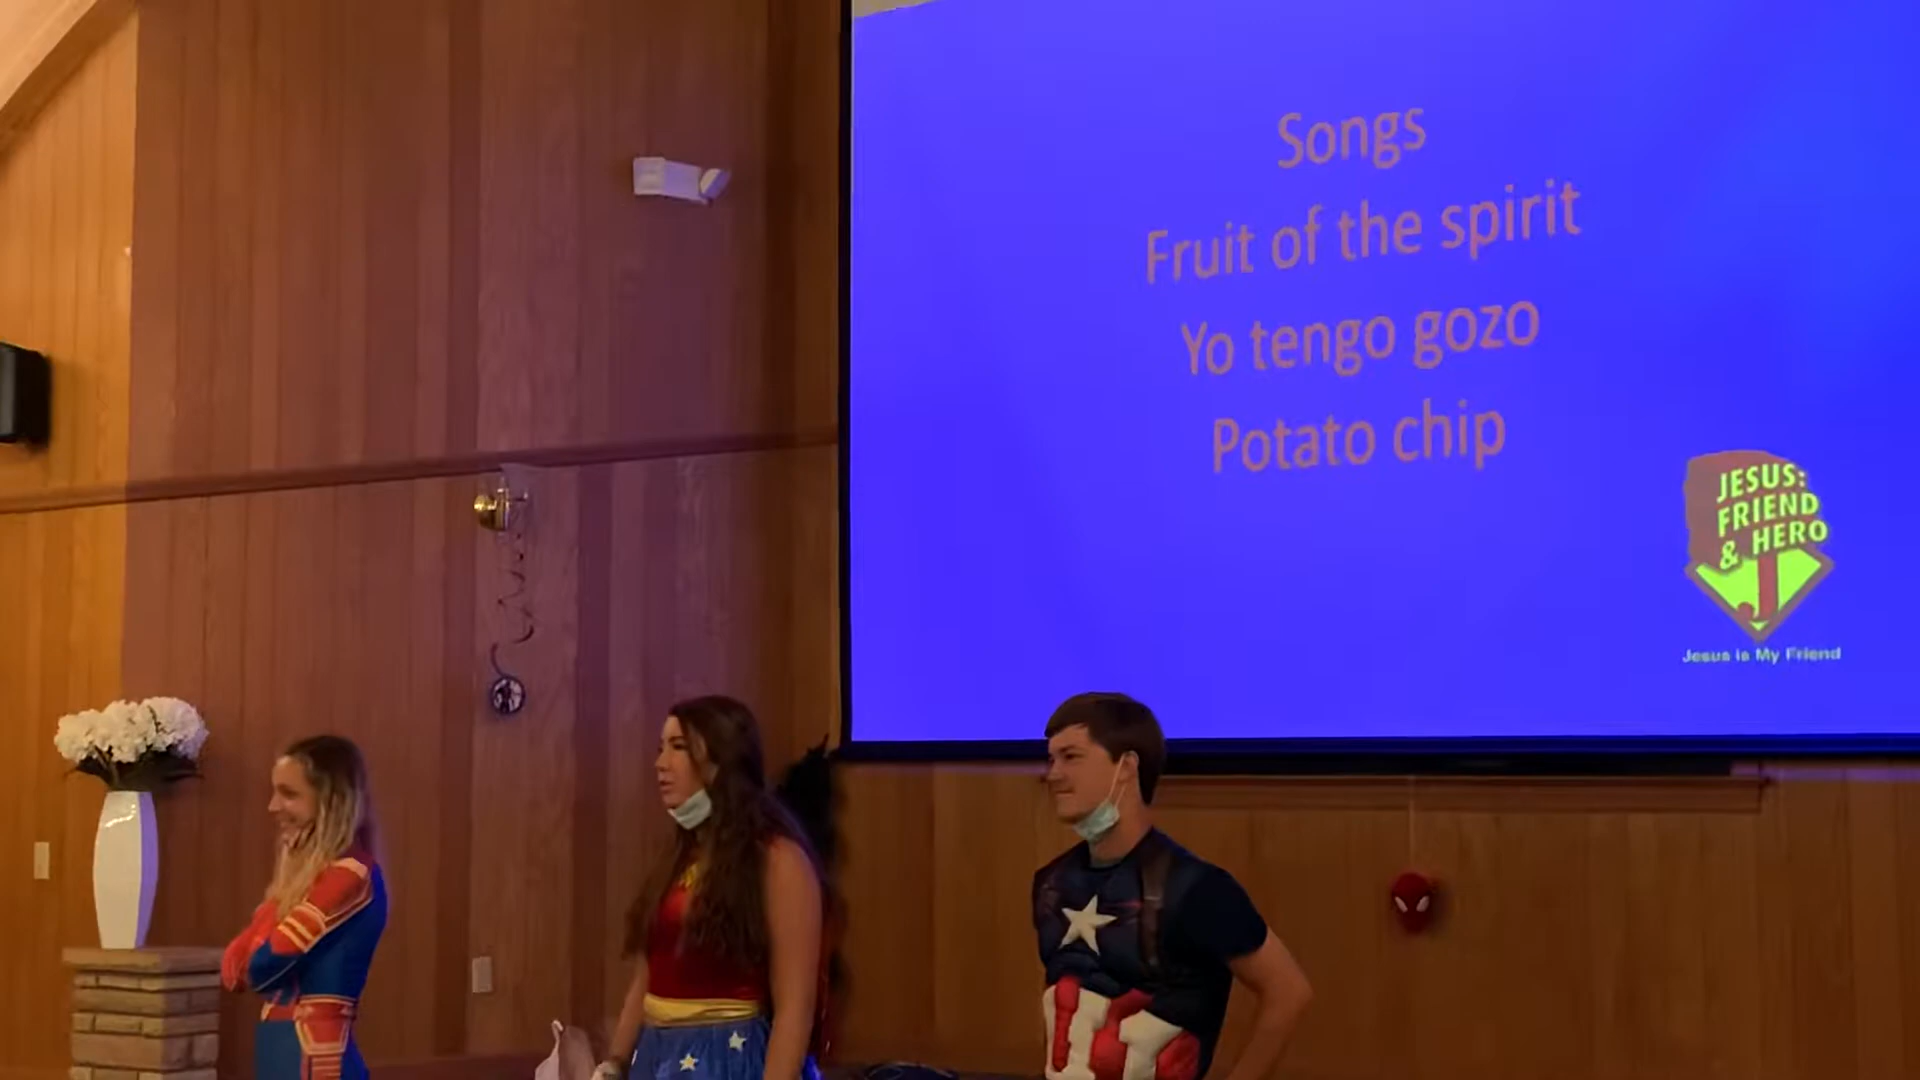 Songs
Fruit of the spirit
Yo tengo gozo
Potato chip
JESUS:
FRIEND
& HERO
J
Jesus is My Friend